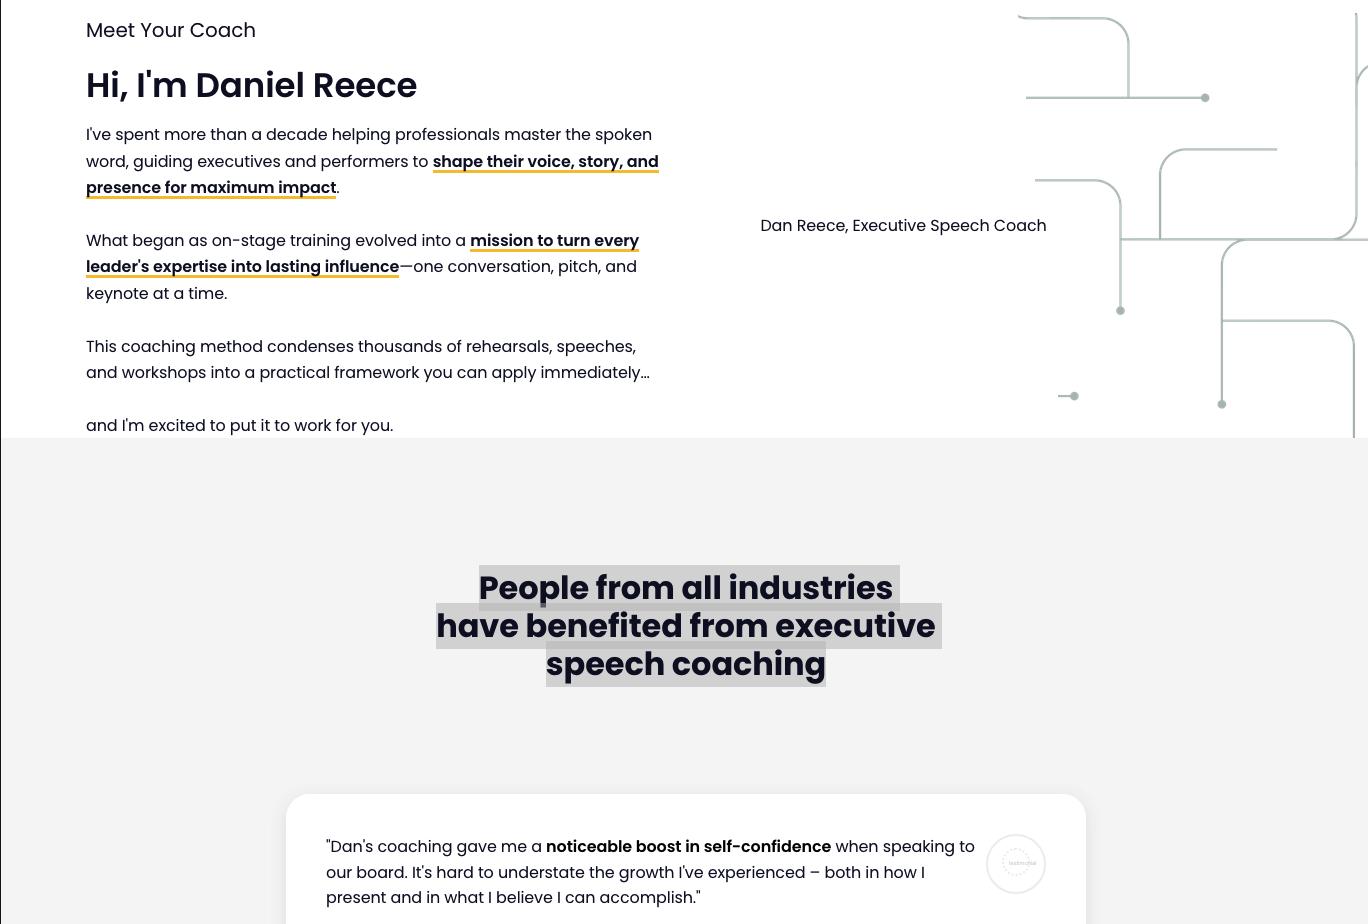 Meet Your Coach
Hi, I'm Daniel Reece
I've spent more than a decade helping professionals master the spoken
word, guiding executives and performers to shape their voice, story, and
presence for maximum impact.
What began as on-stage training evolved into a mission to turn every
leader's expertise into lasting influence—one conversation, pitch, and
keynote at a time.
This coaching method condenses thousands of rehearsals, speeches,
and workshops into a practical framework you can apply immediately...
and I'm excited to put it to work for you.
Dan Reece, Executive Speech Coach
People from all industries
have benefited from executive
speech coaching
"Dan's coaching gave me a noticeable boost in self-confidence when speaking to
our board. It's hard to understate the growth I've experienced – both in how I
present and in what I believe I can accomplish."
testimonial